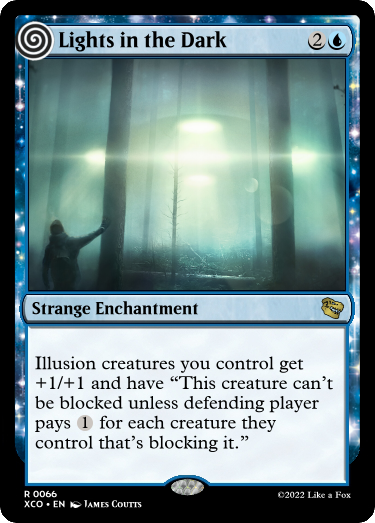 Lights in the Dark 2
Strange Enchantment
Illusion creatures you control get
+1/+1 and have “This creature can't
be blocked unless defending player
pays 1 for each creature they
control that's blocking it.”
R 0066
XCO • EN James Coutts
©2022 Like a Fox